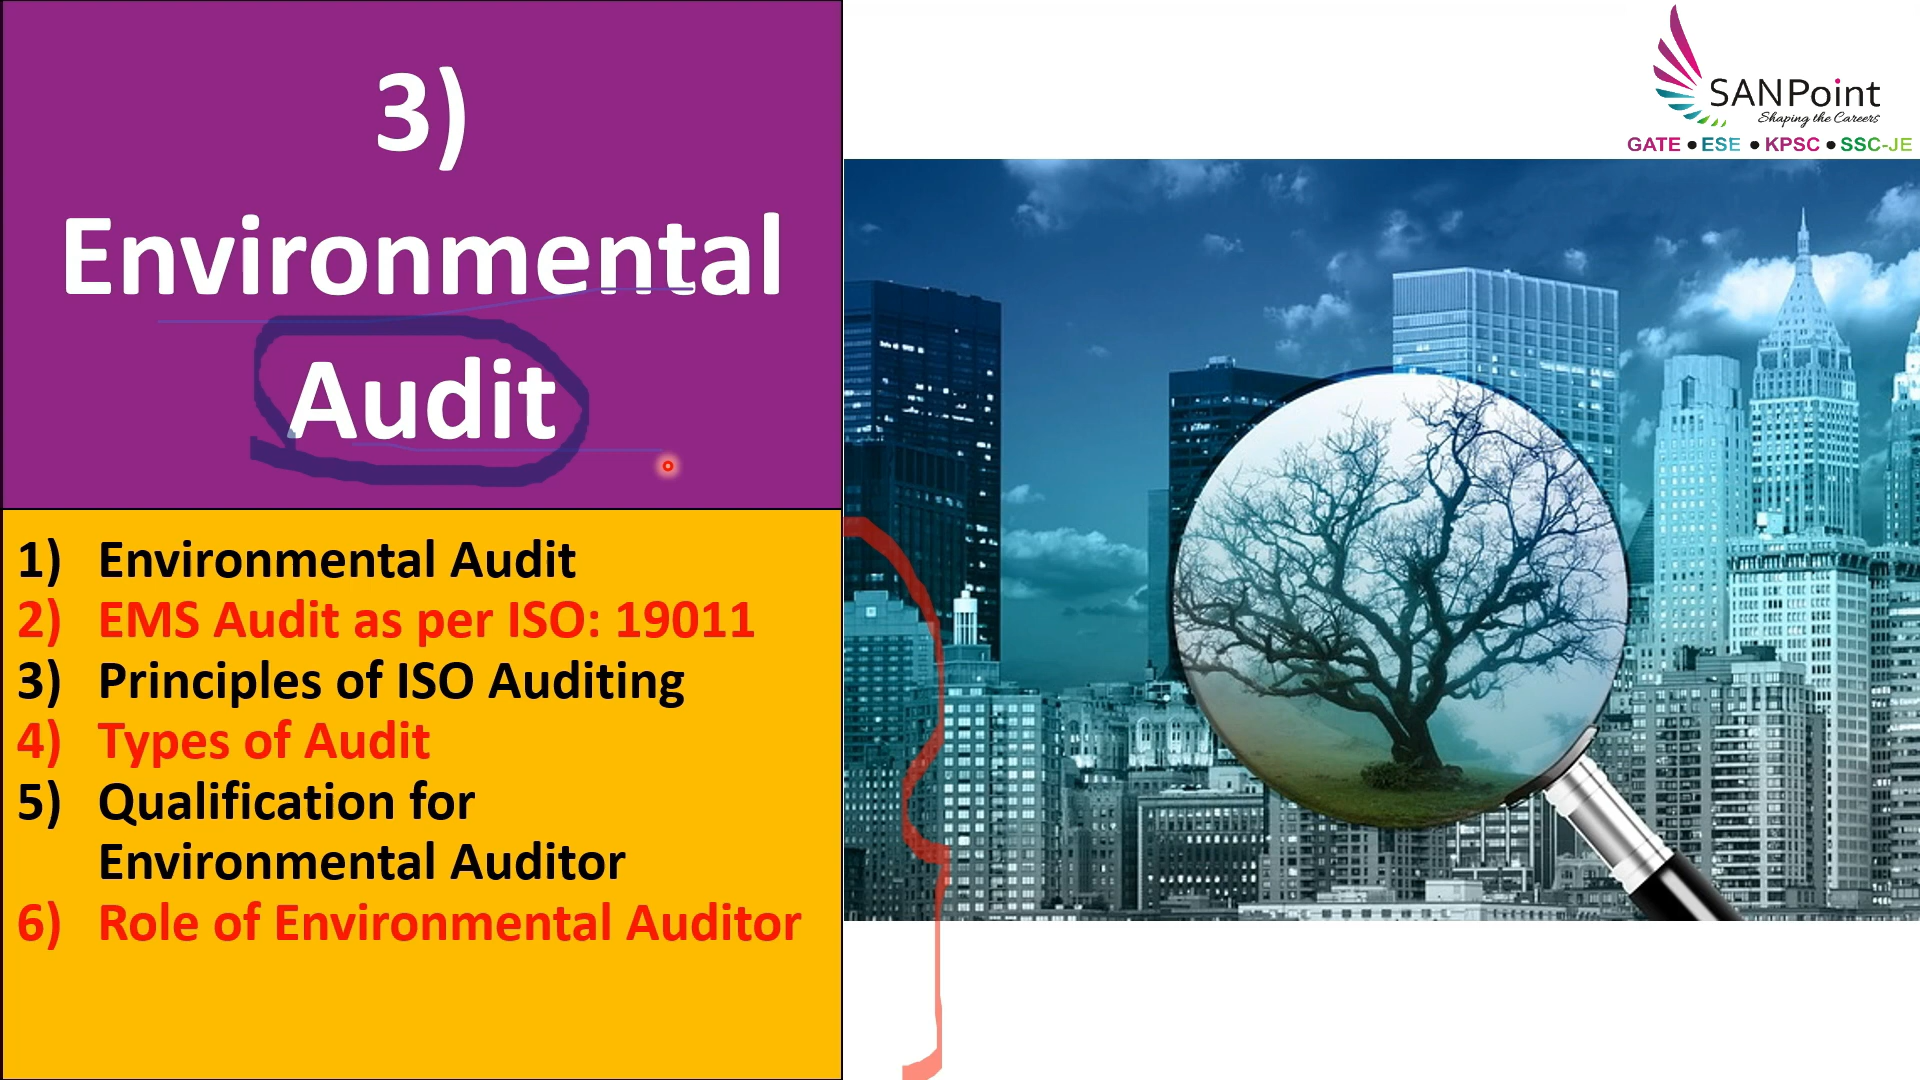 3)
Environmental
Audit
1) Environmental Audit
2) EMS Audit as per ISO: 19011
3) Principles of ISO Auditing
4) Types of Audit
5) Qualification for
Environmental Auditor
6) Role of Environmental Auditor
SANPoint
Shaping the Careers
GATE ● ESE ● KPSC ● SSC-JE